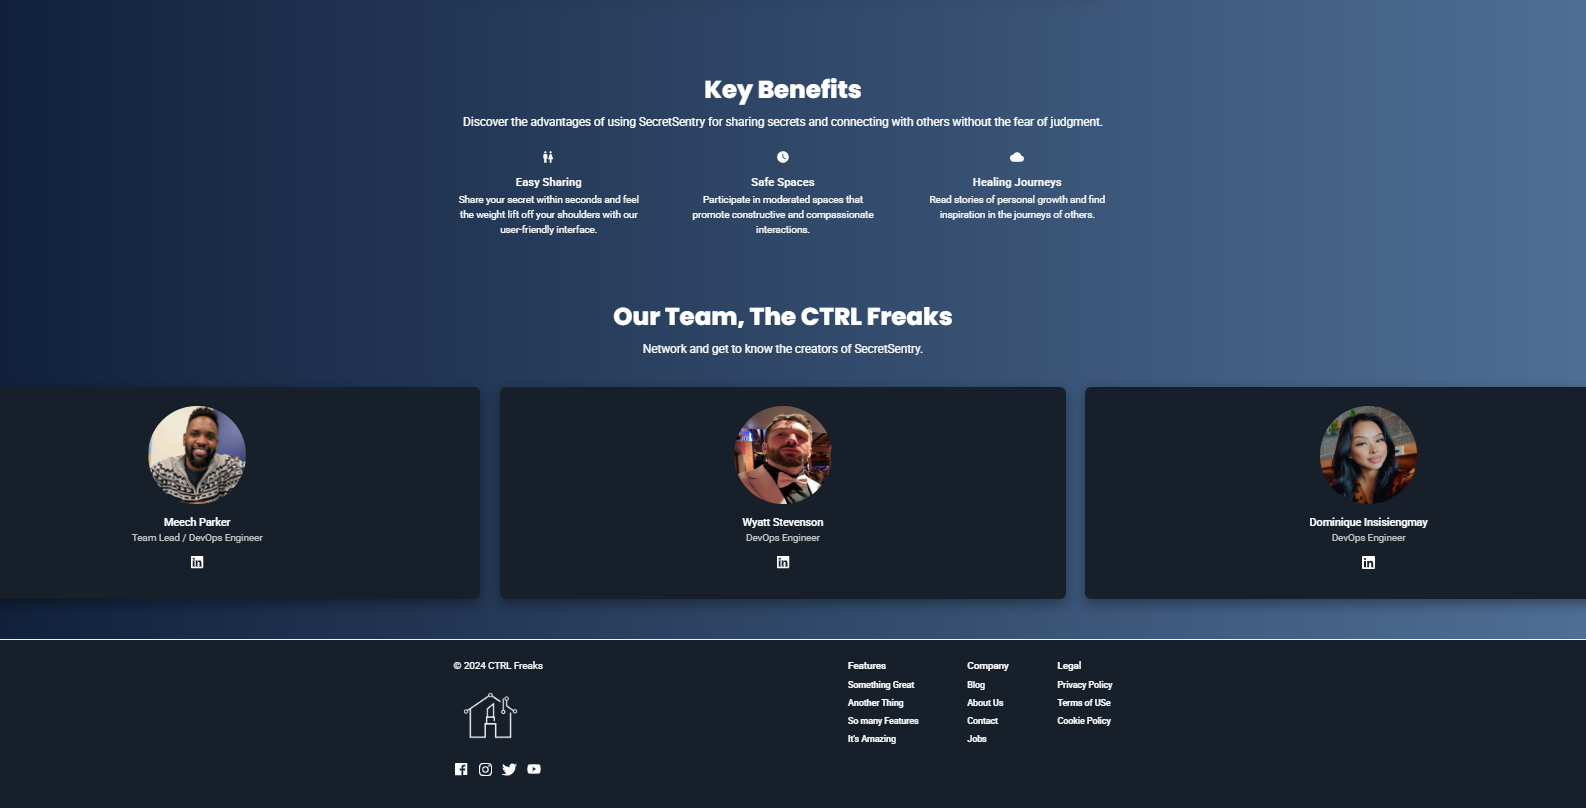 Key Benefits
Discover the advantages of using SecretSentry for sharing secrets and connecting with others without the fear of judgment.
Easy Sharing
Share your secret within seconds and feel
the weight lift off your shoulders with our
user-friendly interface.
Safe Spaces
Participate in moderated spaces that
promote constructive and compassionate
interactions.
Healing Journeys
Read stories of personal growth and find
inspiration in the journeys of others.
Our Team, The CTRL Freaks
Network and get to know the creators of SecretSentry.
Meech Parker
Team Lead / DevOps Engineer
Wyatt Stevenson
DevOps Engineer
Dominique Insisiengmay
DevOps Engineer
© 2024 CTRL Freaks
Features
Something Great
Another Thing
So many Features
It's Amazing
Company
Blog
About Us
Contact
Jobs
Legal
Privacy Policy
Terms of USe
Cookie Policy